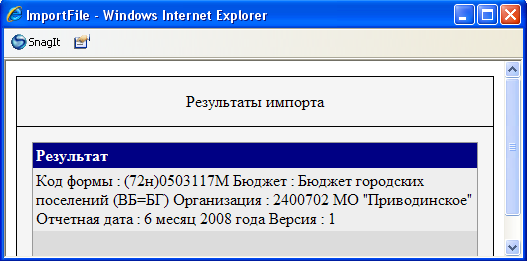 ImportFile - Windows Internet Explorer
SnagIt
Результаты импорта
Результат
Код формы : (72н)0503117М Бюджет : Бюджет городских
поселений (ВБ=БГ) Организация : 2400702 МО "Приводинское"
Отчетная дата : 6 месяц 2008 года Версия : 1